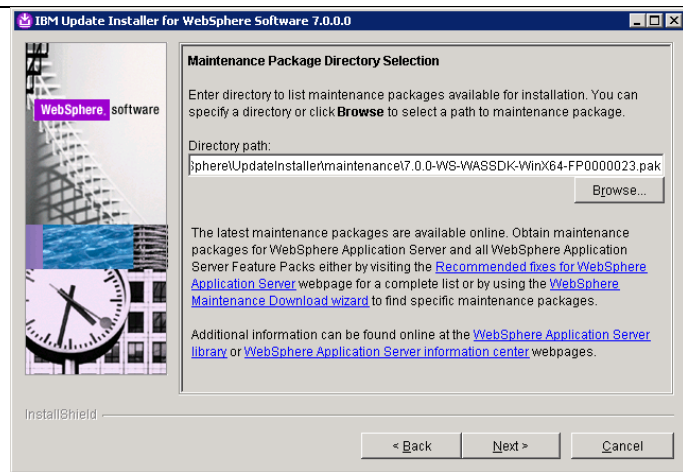 IBM Update Installer for WebSphere Software 7.0.0.0
WebSphere. software
Maintenance Package Directory Selection
Enter directory to list maintenance packages available for installation. You can
specify a directory or click Browse to select a path to maintenance package.
Directory path:
Sphere\UpdateInstaller\maintenance\7.0.0-WS-WASSDK-WinX64-FP0000023.pak
Browse...
The latest maintenance packages are available online. Obtain maintenance
packages for WebSphere Application Server and all WebSphere Application
Server Feature Packs either by visiting the Recommended fixes for WebSphere
Application Server webpage for a complete list or by using the WebSphere
Maintenance Download wizard to find specific maintenance packages.
Additional information can be found online at the WebSphere Application Server
library or WebSphere Application Server information center webpages.
InstallShield
< Back Next > Cancel